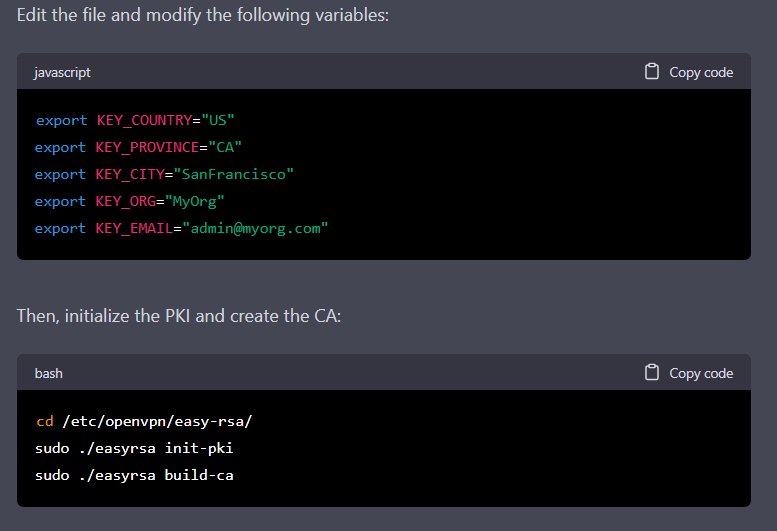 Edit the file and modify the following variables:
javascript
Copy code
export KEY_COUNTRY="US"
export KEY_PROVINCE="CA"
export KEY_CITY="SanFrancisco"
export KEY_ORG="MyOrg"
export KEY_EMAIL="admin@myorg.com"
Then, initialize the PKI and create the CA:
bash
Copy code
cd /etc/openvpn/easy-rsa/
sudo ./easyrsa init-pki
sudo ./easyrsa build-ca